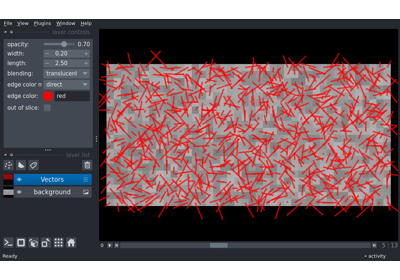 File View Plugins Window Help
layer controls
opacity: 0.70
width: 0.20
length: 2.50
blending: translucent
edge color m direct
edge color: red
out of slice:
layer list
Vectors
background
0
5 13
Ready
activity